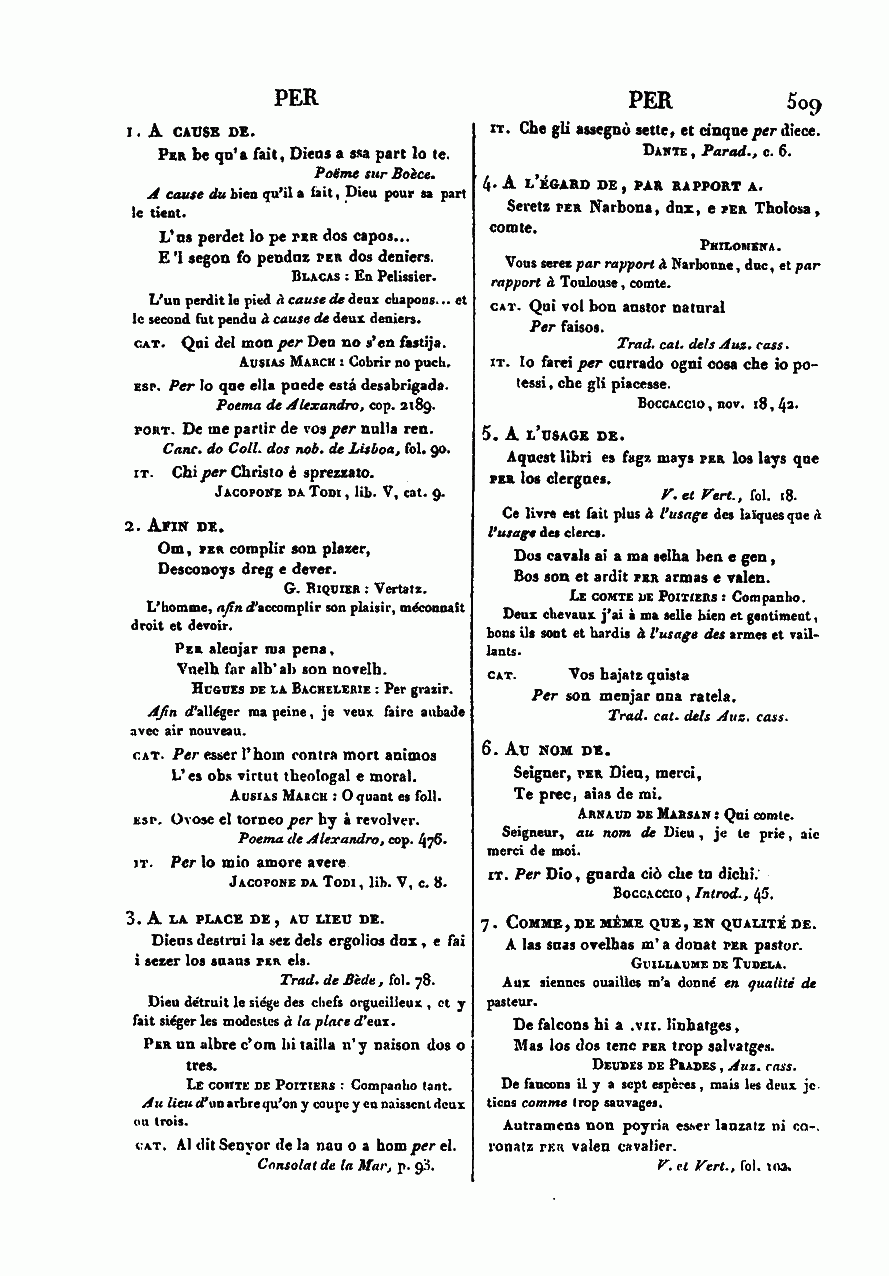 PER PER 509
1. A CAUSE DE.
PER be qu'a fait, Dieus a ssa part lo te.
Poëme sur Boèce.
A cause du bien qu'il a fait, Dieu pour sa part
le tient.
L'us perdet lo pe PER dos capos...
E'l segon fo penduz PER dos deniers.
BLACAS : En Pelissier.
L'un perdit le pied à cause de deux chapons... et
le second fut pendu à cause de deux deniers.
CAT. Qui del mon per Deu no s'en fastija.
AUSIAS MARCH : Cobrir no puch.
ESP. Per lo que ella puede está desabrigada.
Poema de Alexandro, cop. 2189.
PORT. De me partir de vos per nulla ren.
Canc. do Coll. dos nob. de Lisboa, fol. 90.
IT. Chi per Christo è sprezzato.
JACOPONE DA TODI, lib. V, cat. 9.
2. AFIN DE.
Om, PER complir son plazer,
Desconoys dreg e dever.
G. RIQUIER : Vertatz.
L'homme, afin d'accomplir son plaisir, méconnaît
droit et devoir.
PER aleujar ma pena,
Vuelh far alb'ab son novelh.
HUGUES DE LA BACHELERIE : Per grazir.
Afin d'alléger ma peine, je veux faire aubade
avec air nouveau.
CAT. Per esser l'hom contra mort animos
L'es obs virtut theologal e moral.
AUSIAS MARCH : O quant es foll.
ESP. Ovose el torneo per hy à revolver.
Poema de Alexandro, cop. 476.
IT. Per lo mio amore avere
JACOPONE DA TODI, lib. V, c. 8.
3. A LA PLACE DE, AU LIEU DE.
Dieus destrui la sez dels ergolios dux, e fai
i sezer los suaus PER els.
Trad. de Bède, fol. 78.
Dieu détruit le siége des chefs orgueilleux, et y
fait siéger les modestes à la place d'eux.
PER un albre c'om hi tailla n'y naison dos o
tres.
LE COMTE DE POITIERS : Companho tant.
Au lieu d'un arbre qu'on y coupe y en naissent deux
ou trois.
CAT. Al dit Senyor de la nau o a hom per el.
Consolat de la Mar, p. 93.
IT. Che gli assegnò sette, et cinque per diece.
DANTE, Parad., c. 6.
4. A L'ÉGARD DE, PAR RAPPORT A.
Seretz PER Narbona, dux, e PER Tholosa,
comte.
PHILOMENA.
Vous serez par rapport à Narbonne, duc, et par
rapport à Toulouse, comte.
CAT. Qui vol bon austor natural
Per faisos.
Trad. cat. dels Auz. cass.
IT. Io farei per currado ogni cosa che io po-
tessi, che gli piacesse.
BOCCACCIO, nov. 18, 42.
5. A L'USAGE DE.
Aquest libri es fagz mays PER los lays que
PER los clergues.
V. et Vert., fol. 18.
Ce livre est fait plus à l'usage des laïques que à
l'usage des clercs.
Dos cavals ai a ma selha ben e gen,
Bos son et ardit PER armas e valen.
LE COMTE DE POITIERS : Companho.
Deux chevaux j'ai à ma selle bien et gentiment,
bons ils sont et hardis à l'usage des armes et vail-
lants.
CAT. Vos hajatz quista
Per son menjar una ratela.
Trad. cat. dels Auz. cass.
6. AU NOM DE.
Seigner, PER Dieu, merci,
Te prec, aias de mi.
ARNAUD DE MARSAN : Qui comte.
Seigneur, au nom de Dieu, je te prie, aie
merci de moi.
IT. Per Dio, guarda ciò che tu dichi.
BOCCACCIO, Introd., 45.
7. COMME, DE MÊME QUE, EN QUALITÉ DE.
A las suas ovelhas m'a donat PER pastor.
GUILLAUME DE TUDELA.
Aux siennes ouailles m'a donné en qualité de
pasteur.
De falcons hi a .VII. linhatges,
Mas los dos tenc PER trop salvatges.
DEUDES DE PRADES, Auz. cass.
De faucons il y a sept espères, mais les deux je
tiens comme trop sauvages.
Autramens non poyria esser lauzatz ni co-
ronatz PER valen cavalier.
V. et Vert., fol. 102.